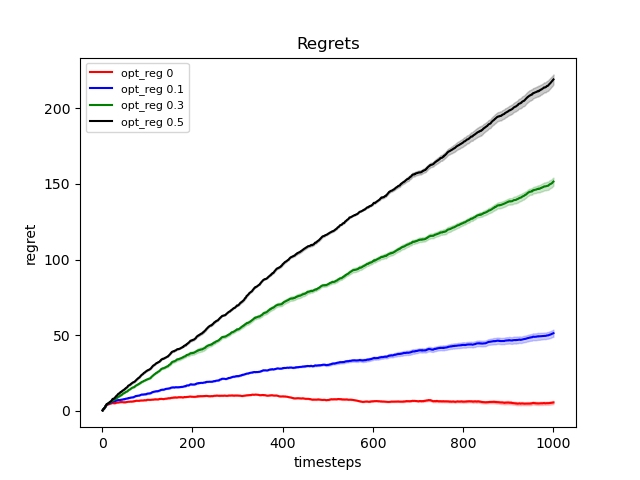 Regrets
opt_reg 0
opt_reg 0.1
opt_reg 0.3
opt_reg 0.5
regret
200
150
100
50
0
0 200 400 600 800 1000
timesteps